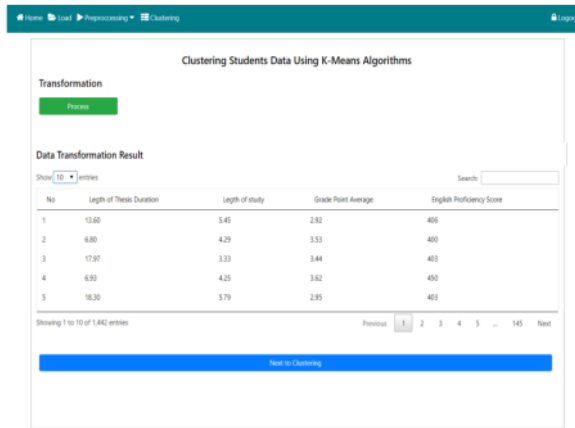 Home Load Preproccessing Clustering Logou
Clustering Students Data Using K-Means Algorithms
Transformation
Process
Data Transformation Result
Show 10 entries Search:
No Legth of Thesis Duration Legth of study Grade Point Average English Proficiency Score
1 13.60 5.45 2.92 406
2 6.80 4.29 3.53 400
3 17.97 3.33 3.44 403
4 6.93 4.25 3.62 450
5 18.30 5.79 2.95 403
Showing 1 to 10 of 1,442 entries Previous 1 2 3 4 5 ... 145 Next
Next to Clustering